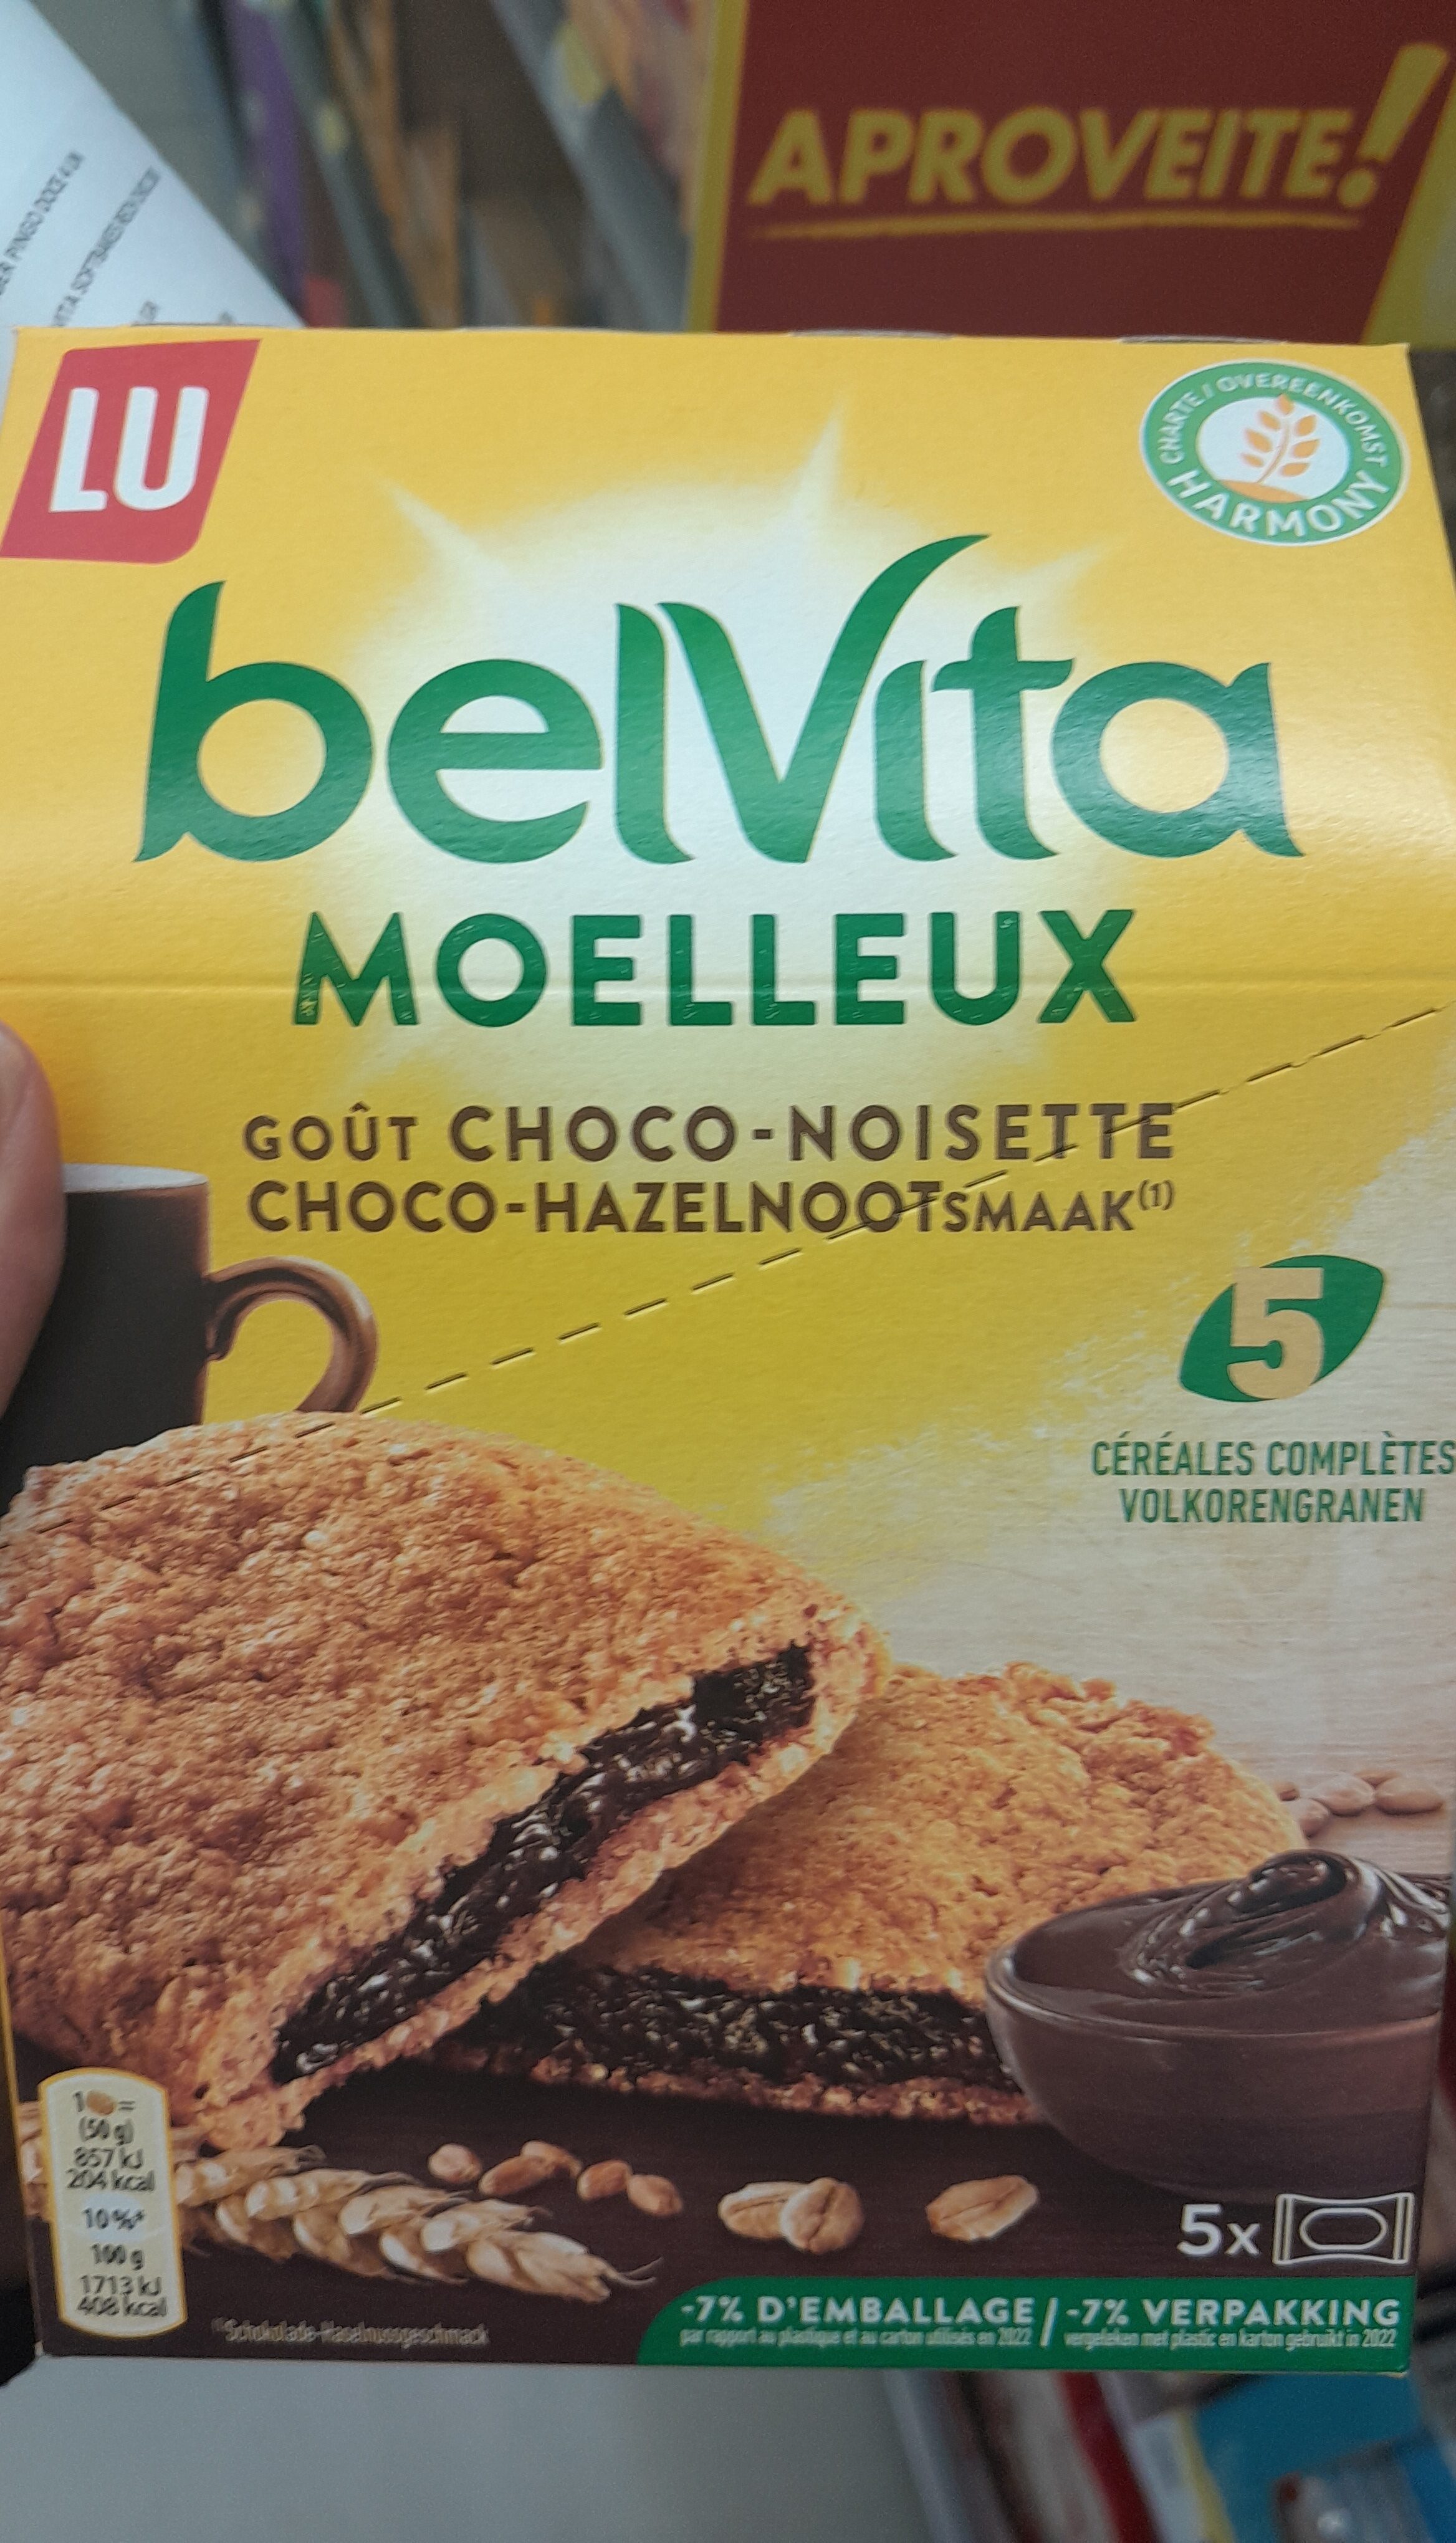 APROVEITE!
LU
CHARTE / OVEREENKOMST
HARMONY
belVita
MOELLEUX
GOÛT CHOCO-NOISETTE
CHOCO-HAZELNOOTSMAAK(1)
5
CÉRÉALES COMPLÈTES
VOLKORENGRANEN
1 =
(50 g)
857 kJ
204 kcal
10%*
100 g
1713 kJ
408 kcal
5x
(1)Schokolade-Haselnussgeschmack
-7% D'EMBALLAGE / -7% VERPAKKING
par rapport au plastique et au carton utilisés en 2022 vergeleken met plastic en karton gebruikt in 2022